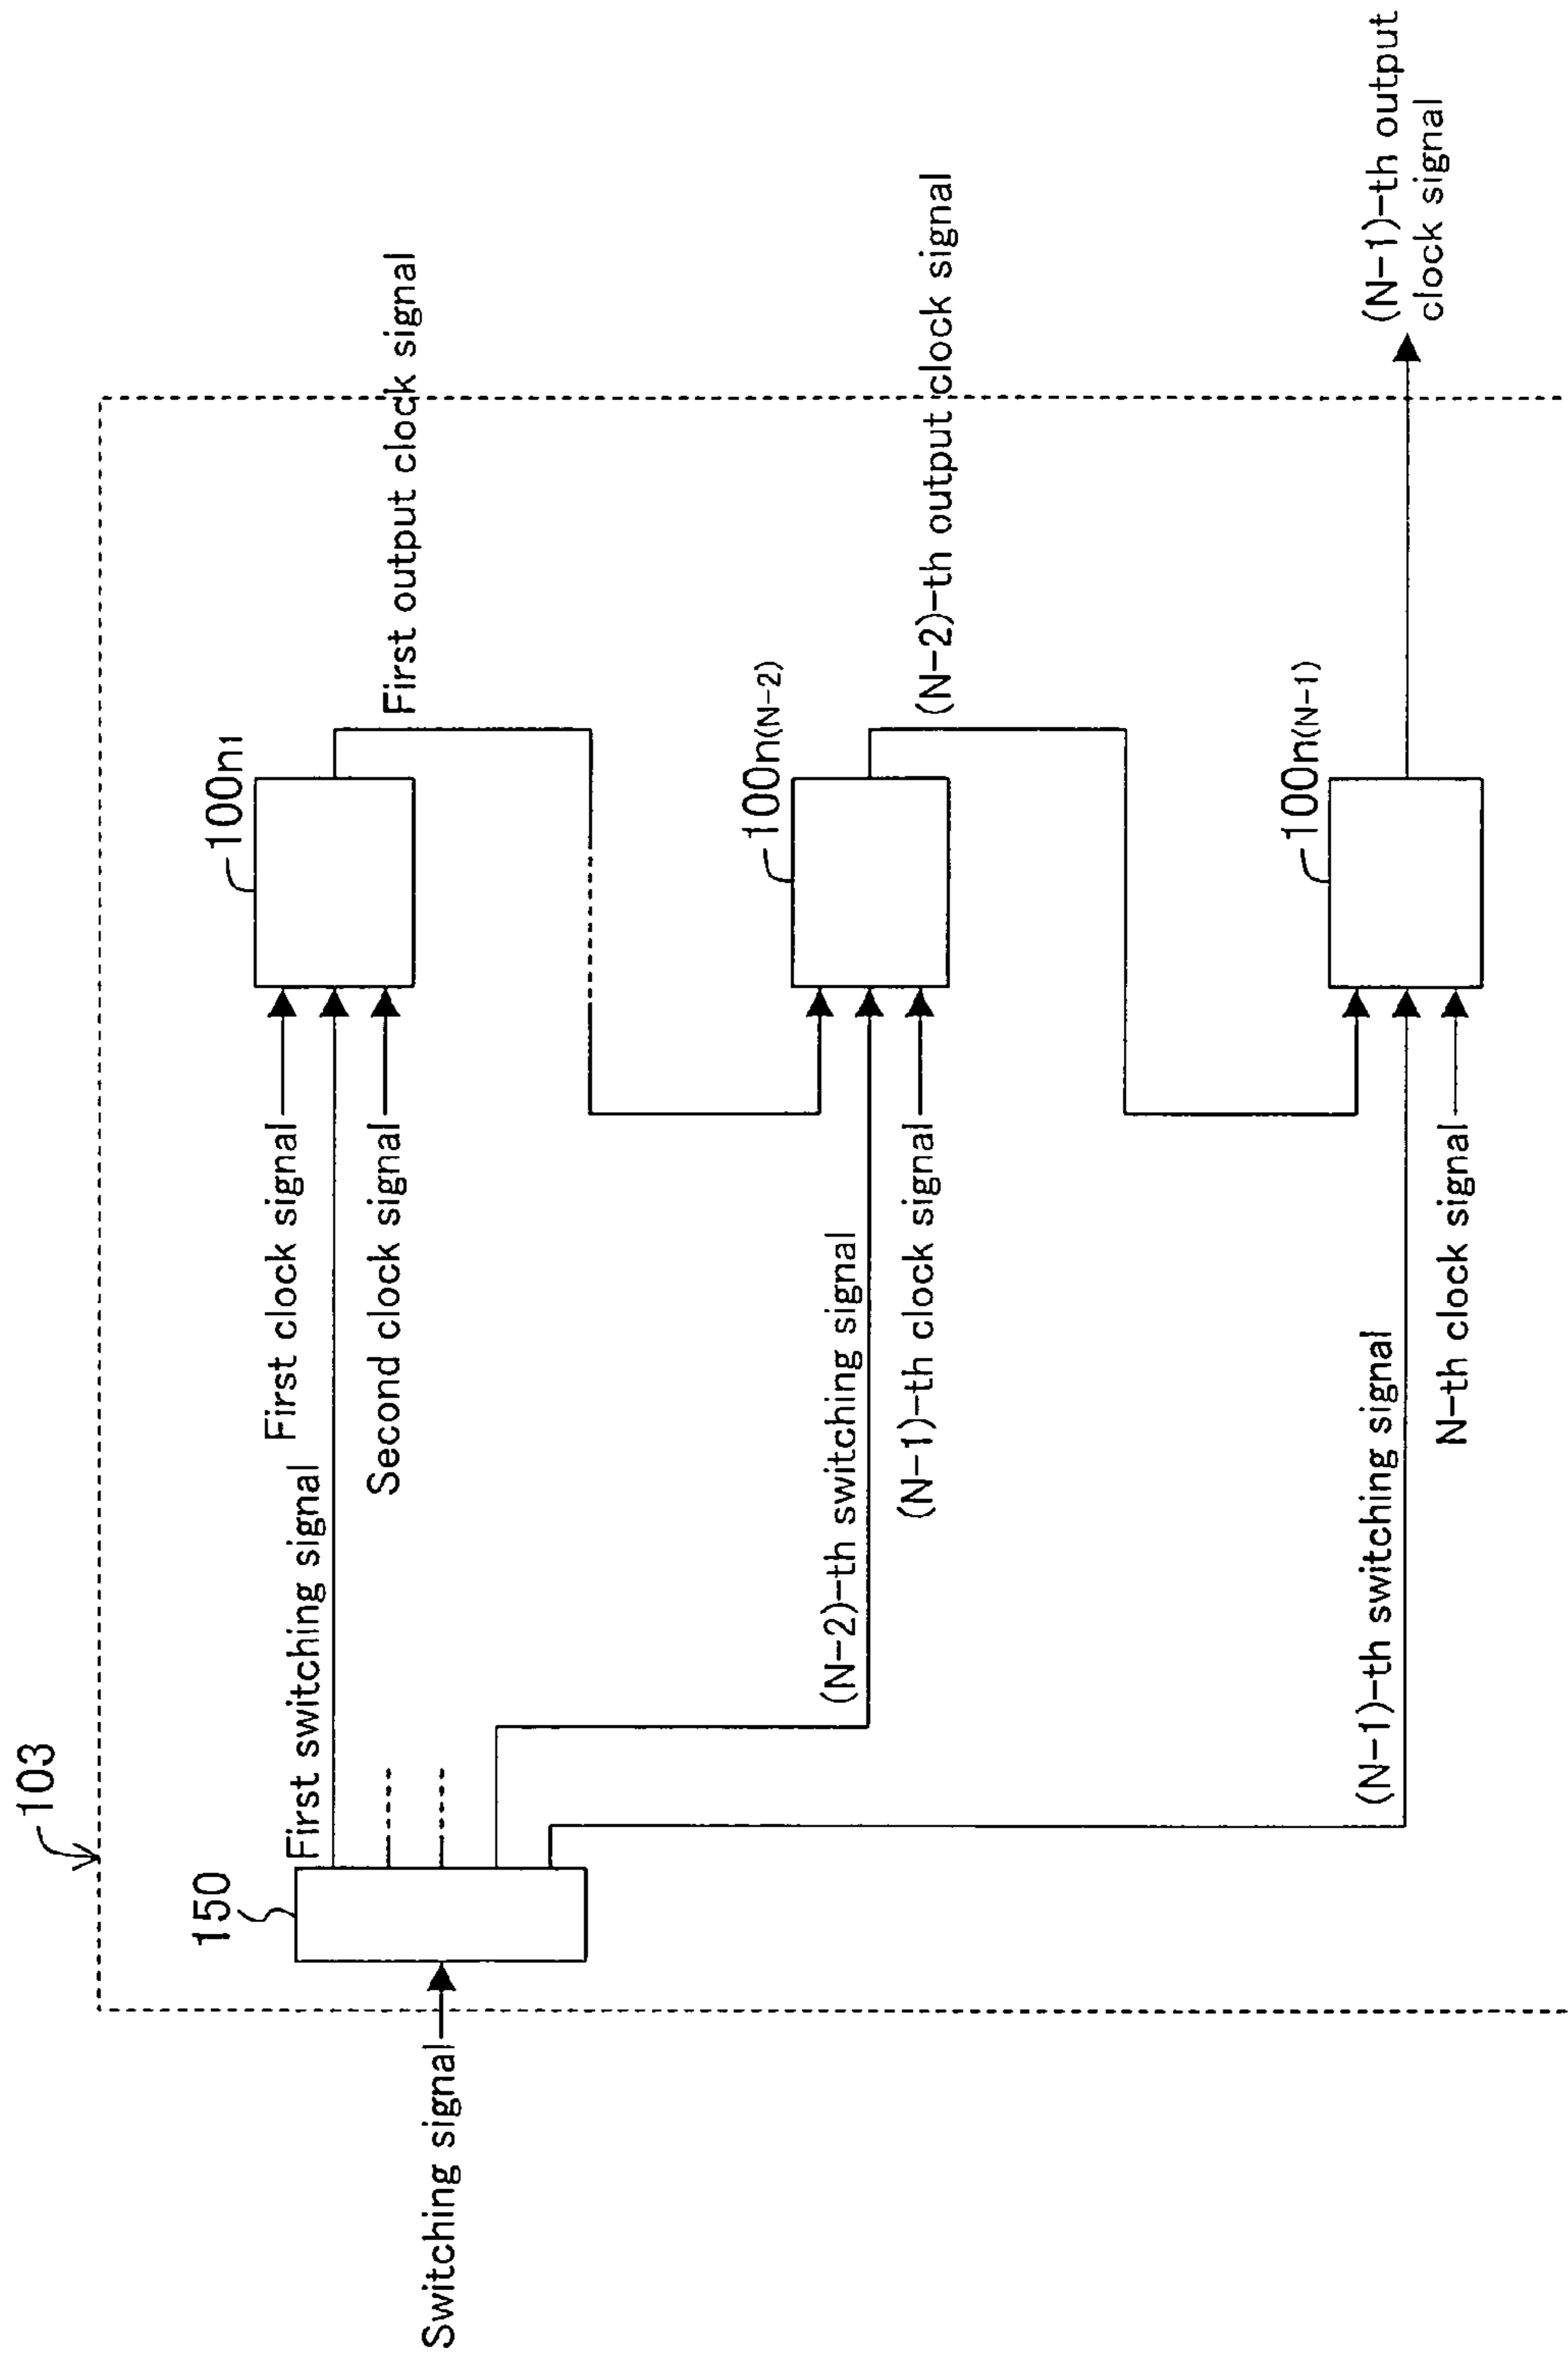 103
150
Switching signal
First switching signal
First clock signal
Second clock signal
100n1
First output clock signal
(N-2)-th switching signal
(N-1)-th clock signal
100n(N-2)
(N-2)-th output clock signal
(N-1)-th switching signal
N-th clock signal
100n(N-1)
(N-1)-th output
clock signal